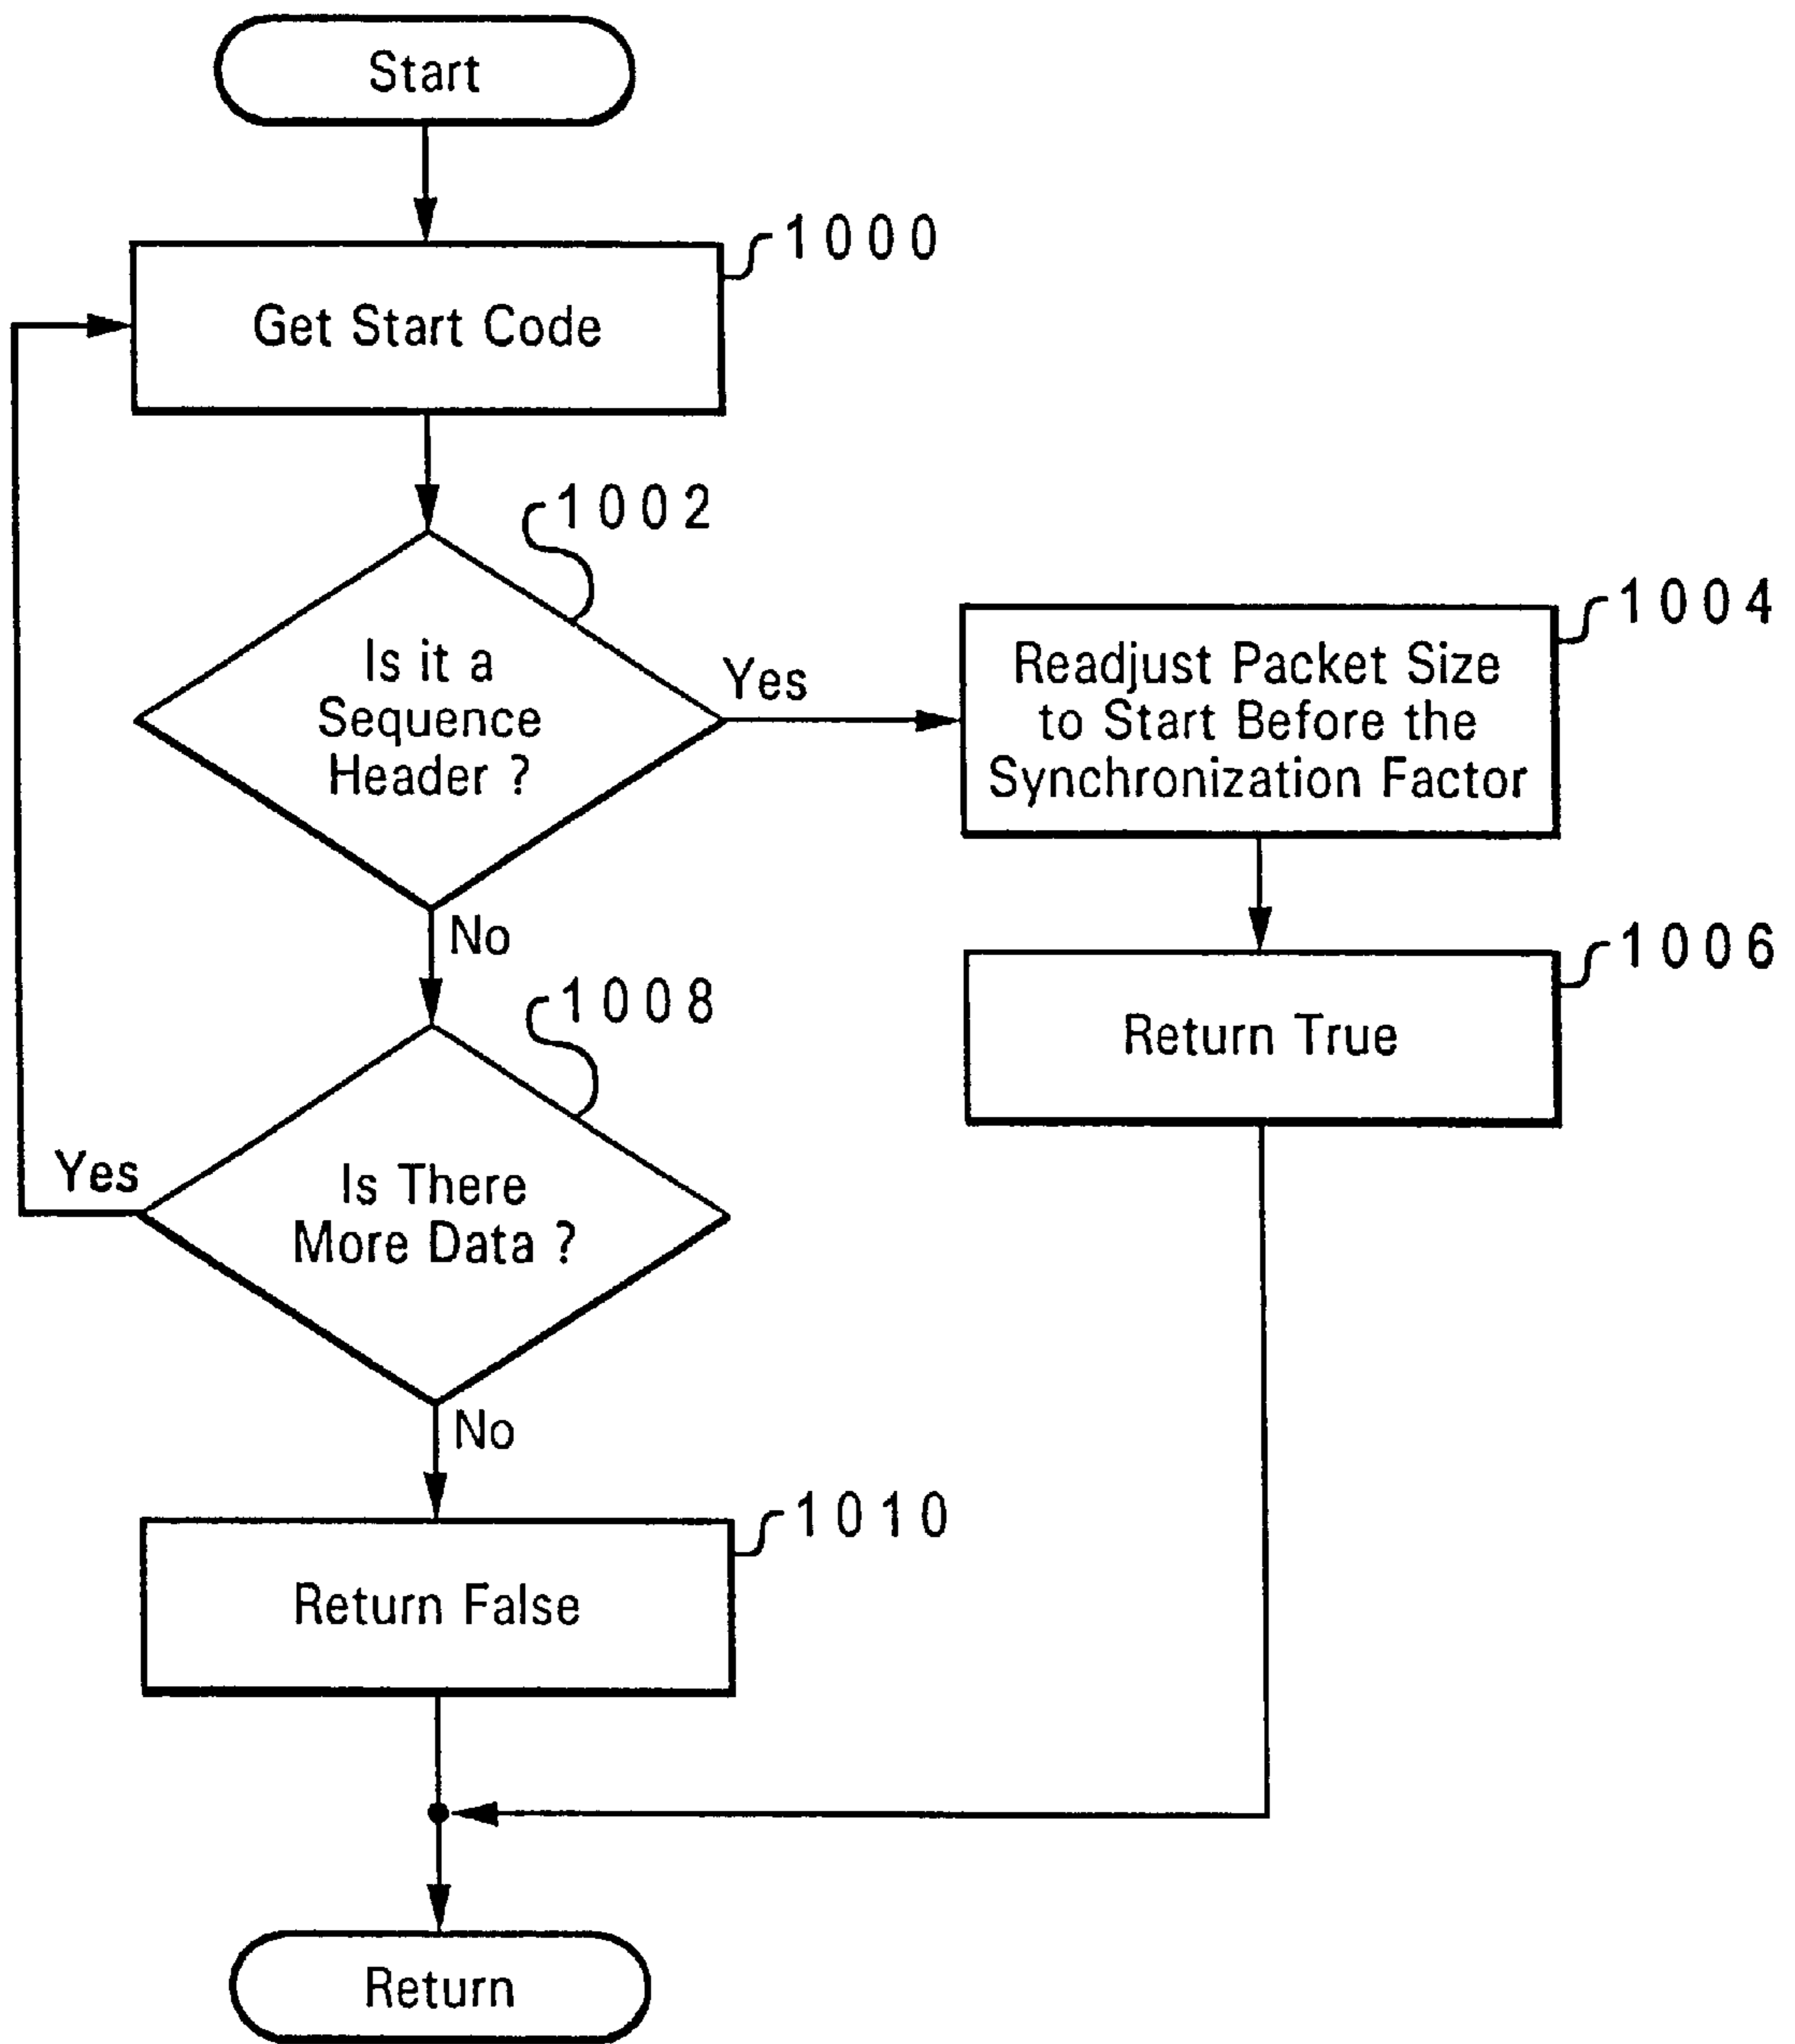 Start
1000
Get Start Code
1002
Is it a
Sequence
Header ?
Yes
1004
Readjust Packet Size
to Start Before the
Synchronization Factor
No
1006
Return True
1008
Yes
Is There
More Data ?
No
1010
Return False
Return